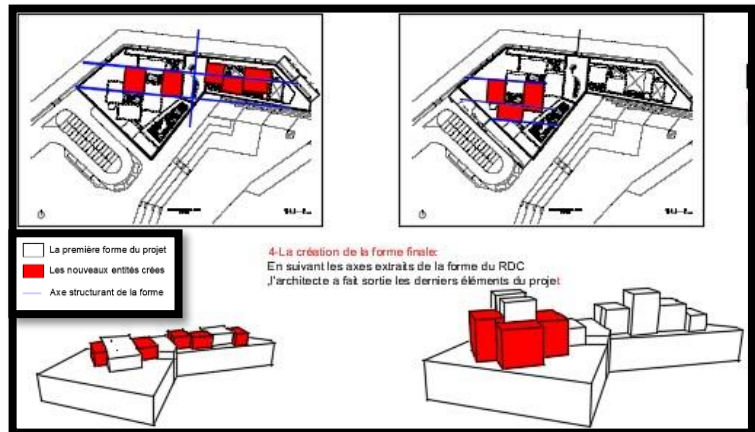 La première forme du projet
Les nouveaux entités crées
Axe structurant de la forme
4-La création de la forme finale:
En suivant les axes extraits de la forme du RDC
,l'architecte a fait sortie les derniers éléments du projet